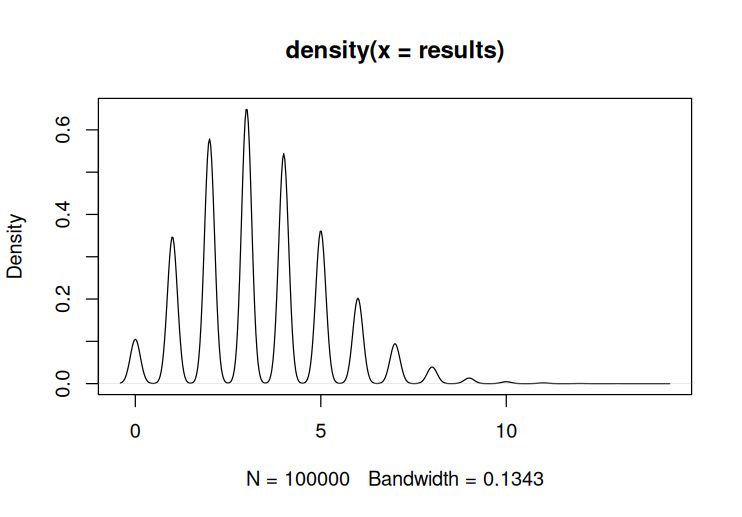 density(x = results)
Density
0.0
0.2
0.4
0.6
0
5
10
N = 100000 Bandwidth = 0.1343